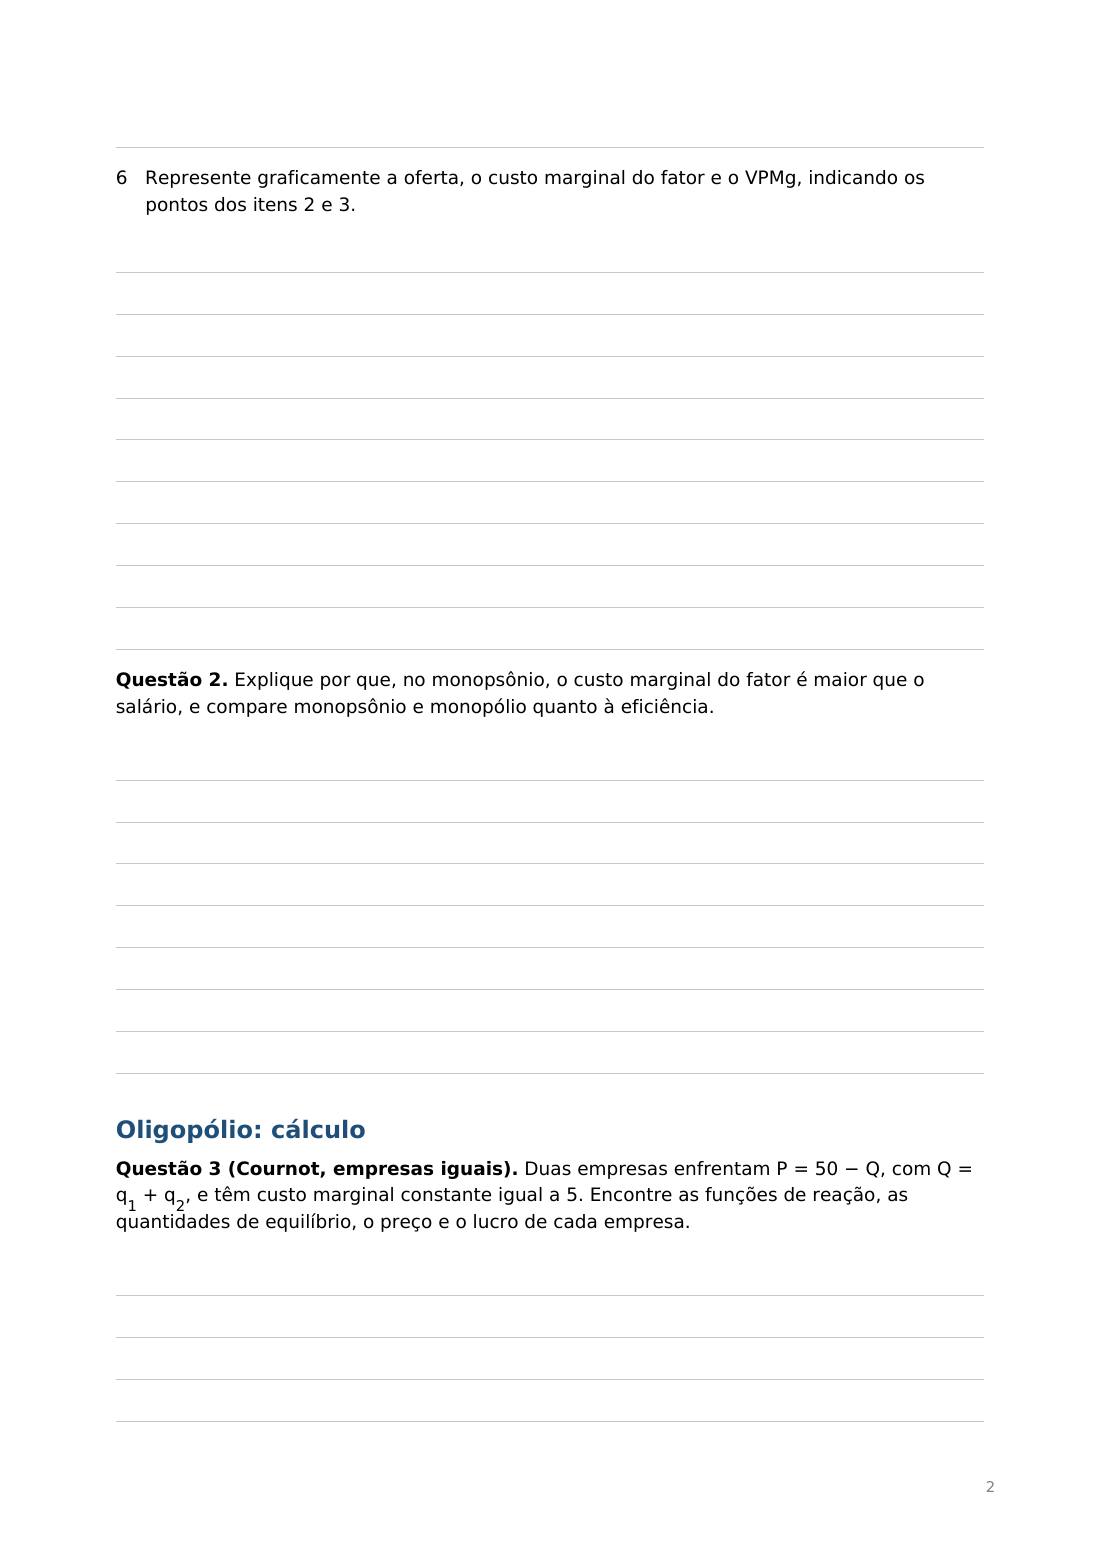 6 Represente graficamente a oferta, o custo marginal do fator e o VPMg, indicando os
pontos dos itens 2 e 3.
Questão 2. Explique por que, no monopsônio, o custo marginal do fator é maior que o
salário, e compare monopsônio e monopólio quanto à eficiência.
Oligopólio: cálculo
Questão 3 (Cournot, empresas iguais). Duas empresas enfrentam P = 50 − Q, com Q =
q1 + q2, e têm custo marginal constante igual a 5. Encontre as funções de reação, as
quantidades de equilíbrio, o preço e o lucro de cada empresa.
2